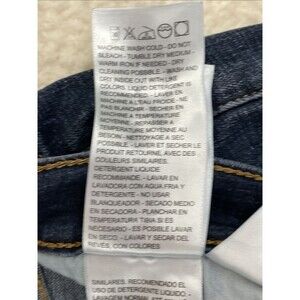 MACHINE WASH COLD - DO NOT
BLEACH - TUMBLE DRY MEDIUM -
WARM IRON IF NEEDED - DRY
CLEANING POSSIBLE - WASH AND
DRY INSIDE OUT WITH LIKE
COLORS. LIQUID DETERGENT IS
RECOMMENDED. - LAVER EN
MACHINE A L'EAU FROIDE - NE
PAS BLANCHIR - SECHER EN
MACHINE A TEMPERATURE
MOYENNE - REPASSER A
TEMPERATURE MOYENNE AU
BESOIN - NETTOYAGE A SEC
POSSIBLE. - LAVER ET SECHER LE
PRODUIT RETOURNE, AVEC DES
COULEURS SIMILAIRES.
DETERGENT LIQUIDE
RECOMMANDE. - LAVAR EN
LAVADORA CON AGUA FRIA Y
DETERGENTE LIQUIDO - NO
BLANQUEADOR - SECADO MEDIO
EN SECADORA - PLANCHAR EN
TEMPERATURA TIBIA SI ES
NECESARIO - ES POSIBLE LAVAR
EN SECO - LAVAR Y SECAR DEL
REVES, CON COLORES
SIMILARES. RECOMENDADO EL
USO DE DETERGENTE LIQUIDO.